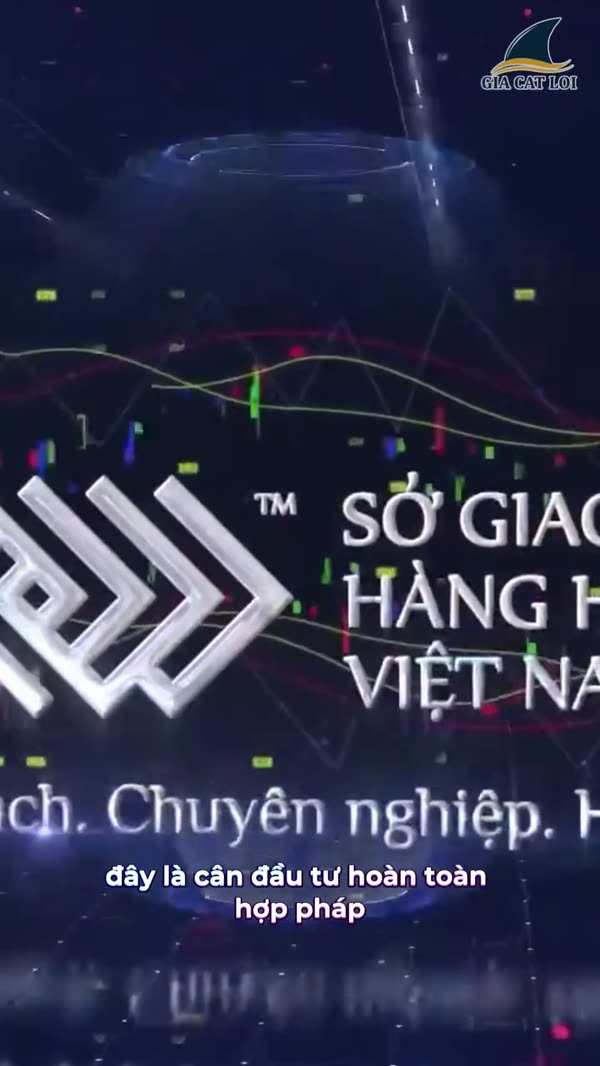 GIA CAT LOI
TM
SỞ GIAO
HÀNG H
VIỆT NA
ch. Chuyên nghiệp. H
đây là cân đầu tư hoàn toàn
hợp pháp